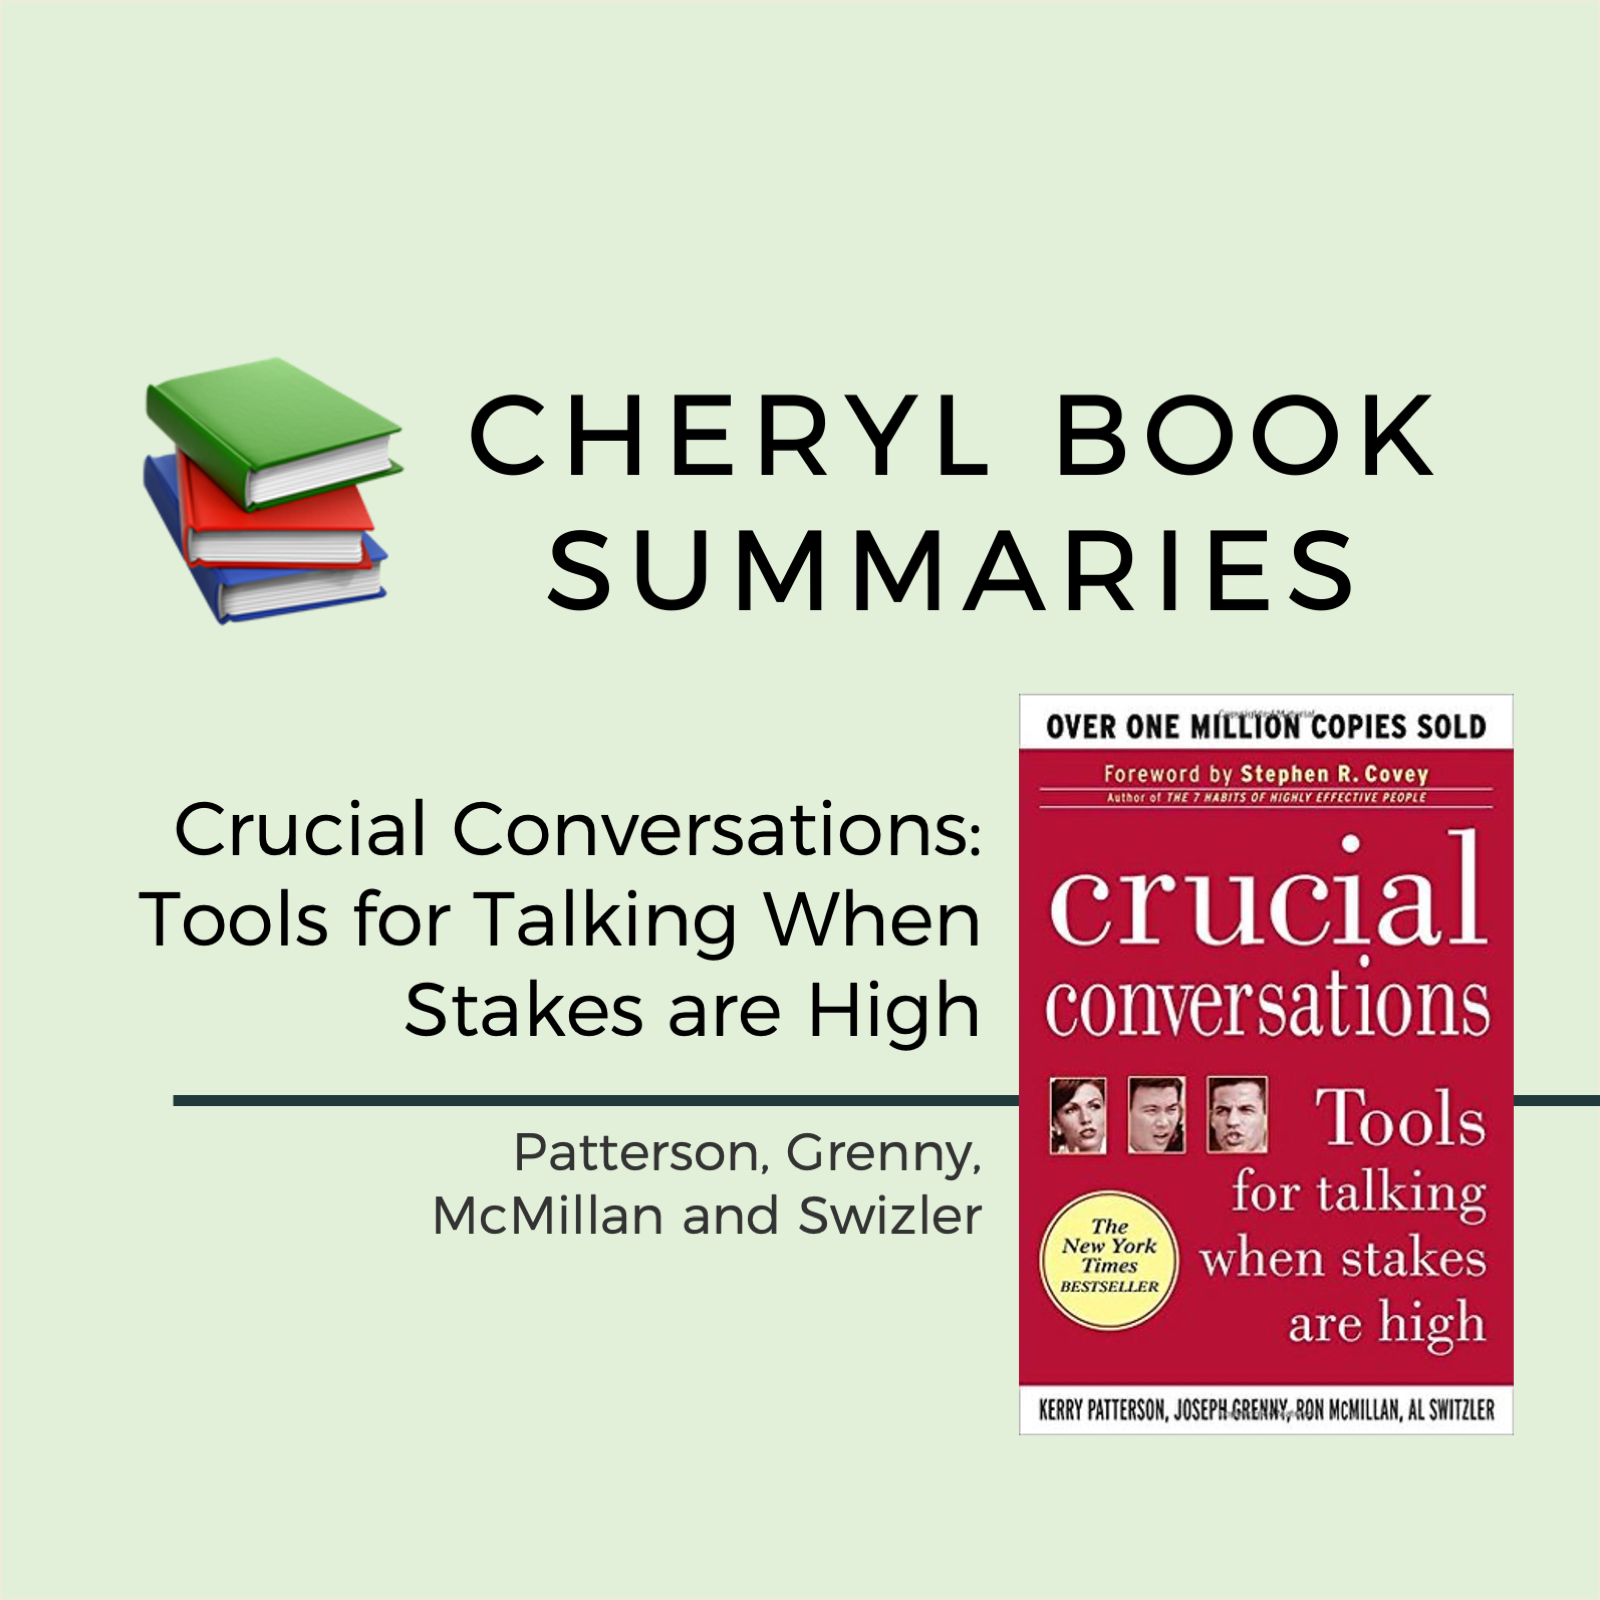 CHERYL BOOK
SUMMARIES
Crucial Conversations:
Tools for Talking When
Stakes are High
Patterson, Grenny,
McMillan and Swizler
Copyrighted Material
OVER ONE MILLION COPIES SOLD
Foreword by Stephen R. Covey
Author of THE 7 HABITS OF HIGHLY EFFECTIVE PEOPLE
crucial
conversations
Tools
for talking
when stakes
are high
The
New York
Times
BESTSELLER
KERRY PATTERSON, JOSEPH GRENNY, RON McMILLAN, AL SWITZLER